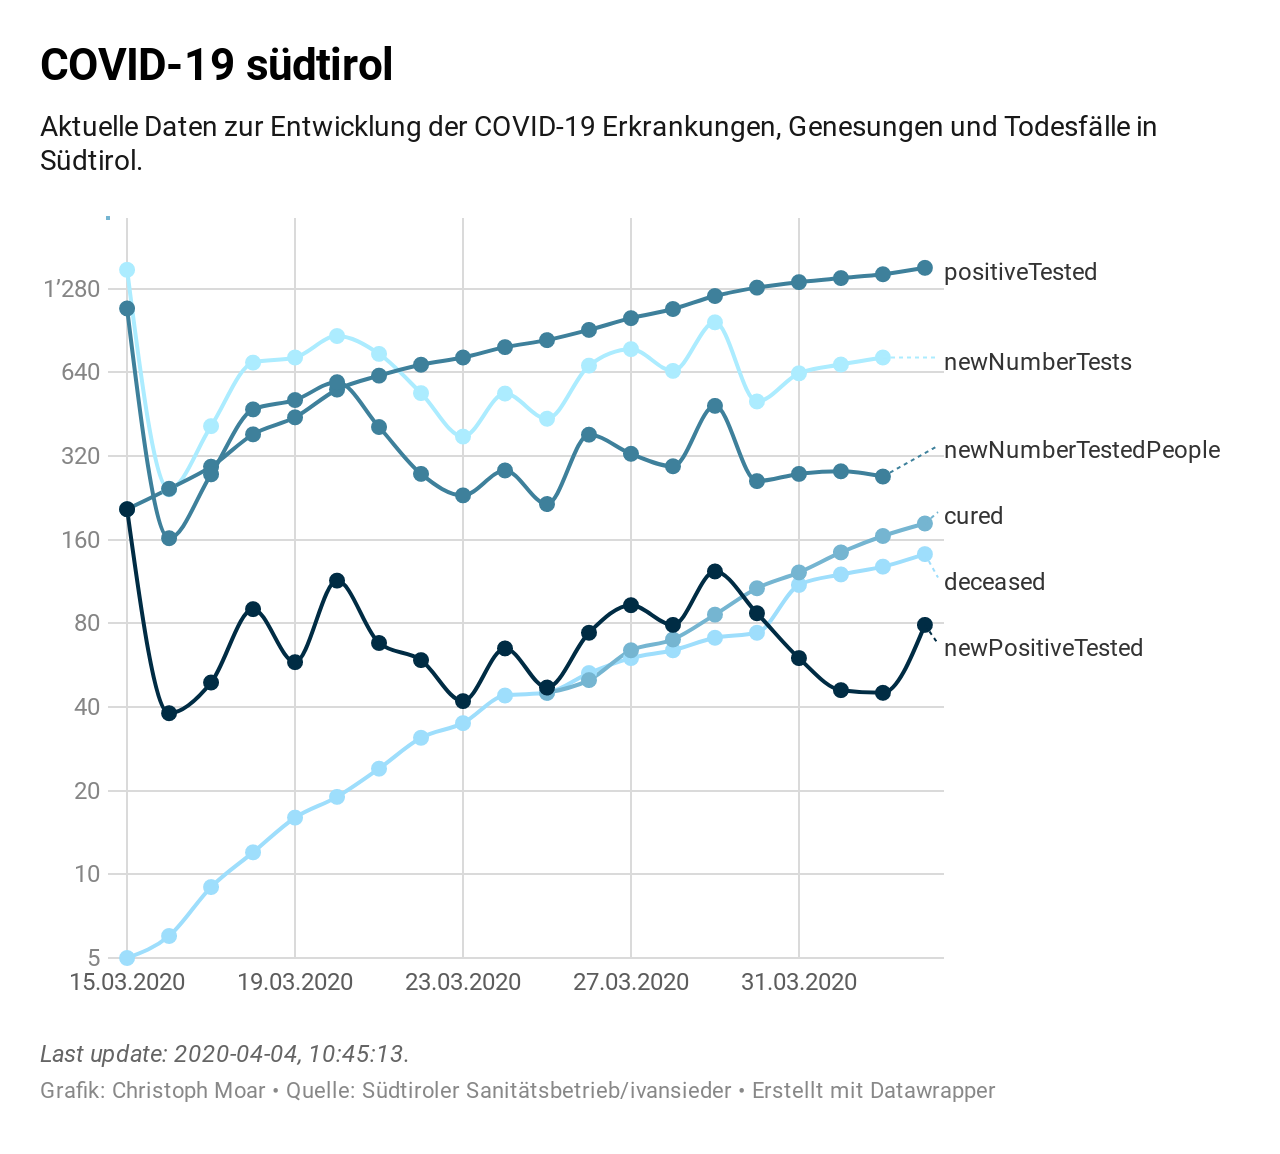 COVID-19 südtirol
Aktuelle Daten zur Entwicklung der COVID-19 Erkrankungen, Genesungen und Todesfälle in
Südtirol.
1’280
640
320
160
80
40
20
10
5
positiveTested
newNumberTests
newNumberTestedPeople
cured
deceased
newPositiveTested
15.03.2020 19.03.2020 23.03.2020 27.03.2020 31.03.2020
Last update: 2020-04-04, 10:45:13.
Grafik: Christoph Moar • Quelle: Südtiroler Sanitätsbetrieb/ivansieder • Erstellt mit Datawrapper